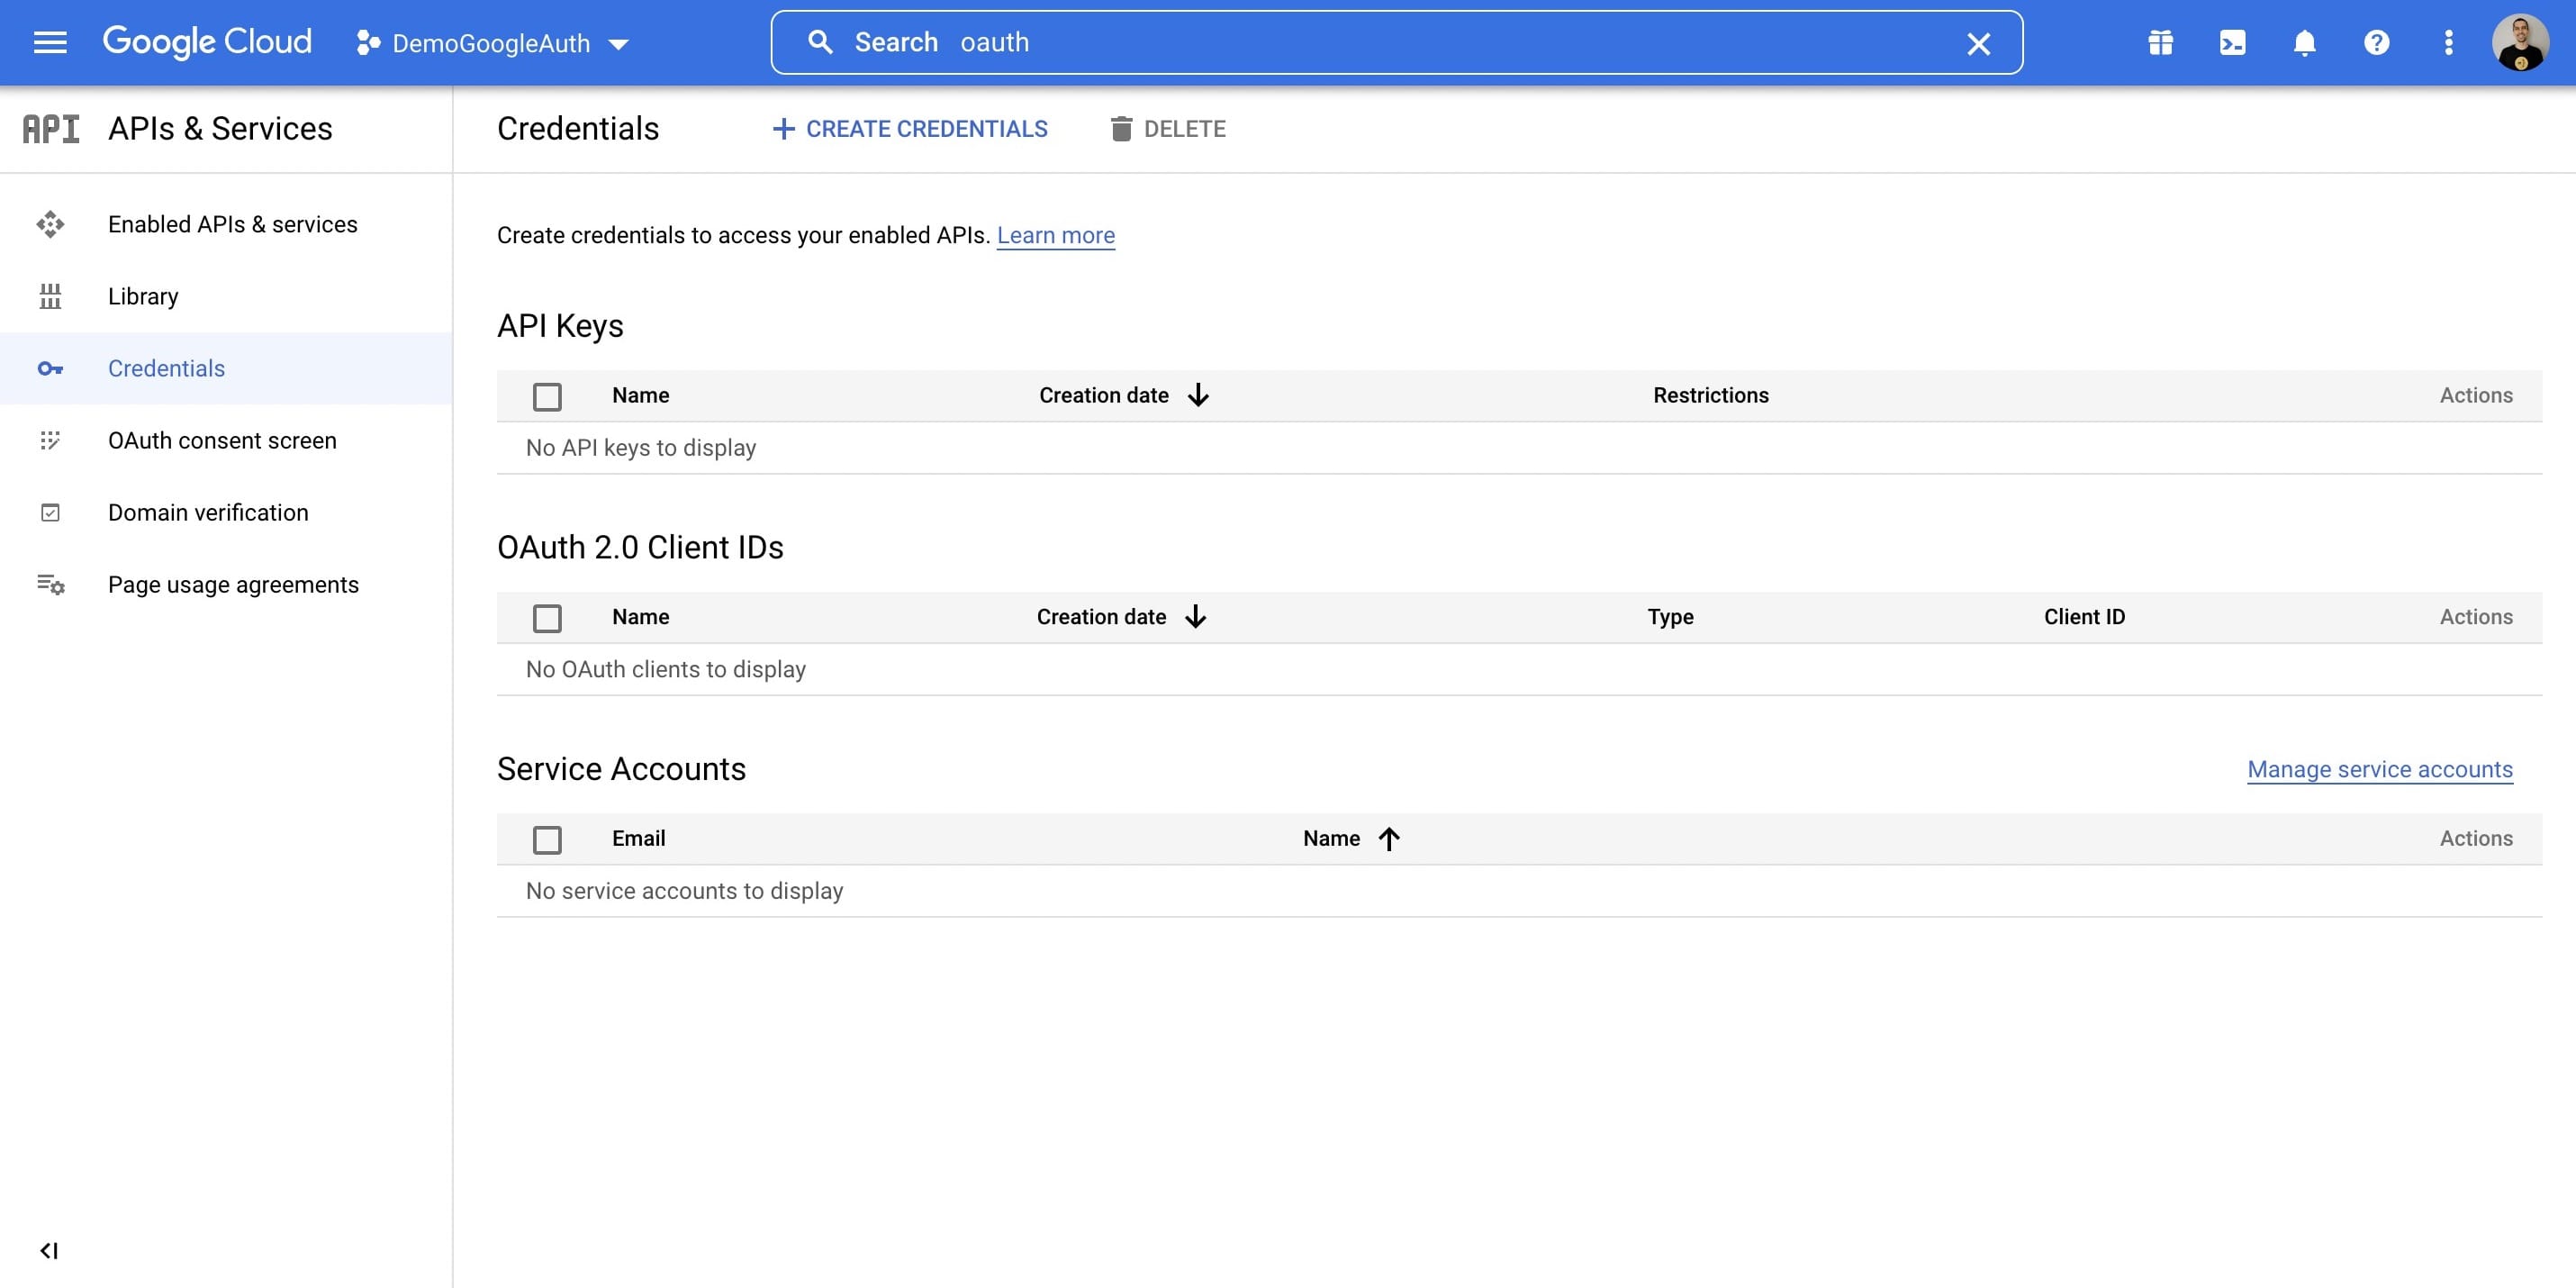 Google Cloud
DemoGoogleAuth
Search oauth
API
APIs & Services
Enabled APIs & services
Library
Credentials
OAuth consent screen
Domain verification
Page usage agreements
Credentials
CREATE CREDENTIALS
DELETE
Create credentials to access your enabled APIs. Learn more
API Keys
Name Creation date Restrictions Actions
No API keys to display
OAuth 2.0 Client IDs
Name Creation date Type Client ID Actions
No OAuth clients to display
Service Accounts
Manage service accounts
Email Name Actions
No service accounts to display